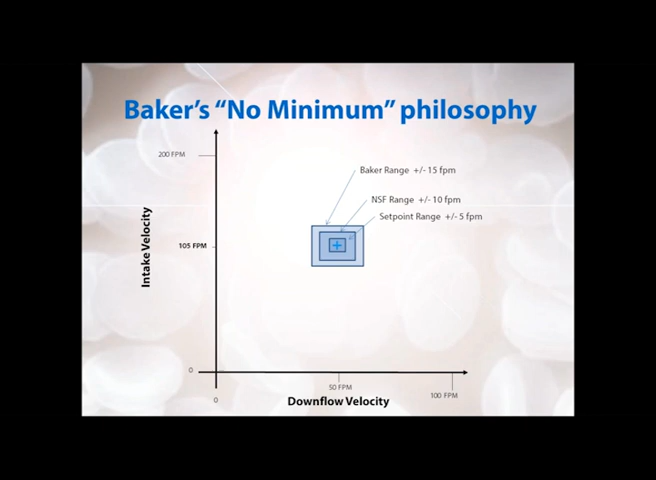 Baker's “No Minimum” philosophy
200 FPM
Baker Range +/- 15 fpm
NSF Range +/- 10 fpm
Setpoint Range +/- 5 fpm
Intake Velocity
105 FPM
0
50 FPM
100 FPM
0
Downflow Velocity